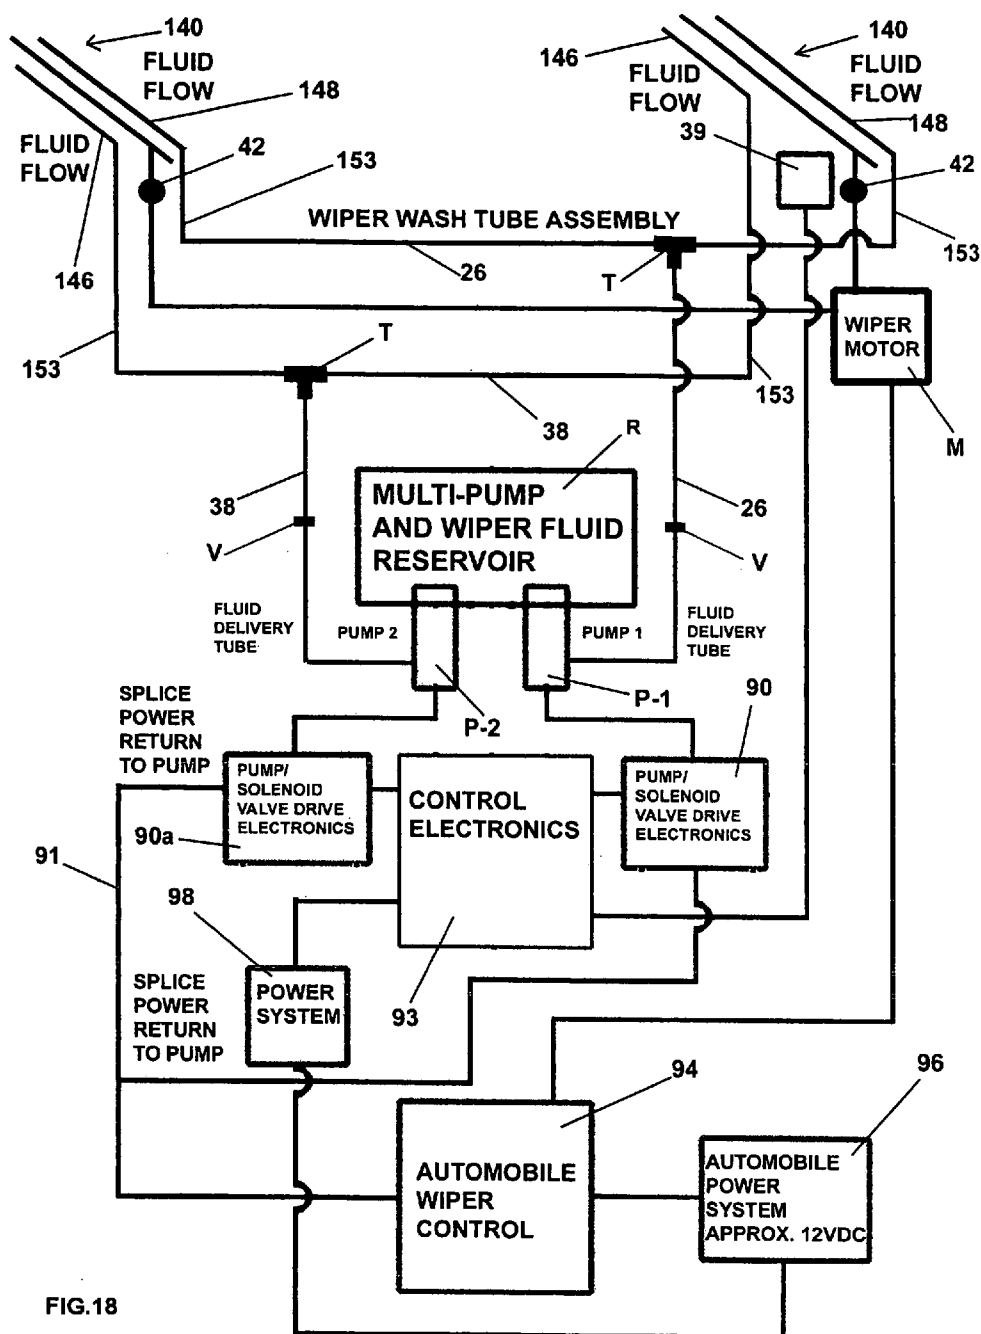 140
FLUID
FLOW
148
FLUID
FLOW
42
153
146
153
146
FLUID
FLOW
140
FLUID
FLOW
148
39
42
153
WIPER WASH TUBE ASSEMBLY
26
T
T
38
153
WIPER
MOTOR
M
R
38
V
26
V
MULTI-PUMP
AND WIPER FLUID
RESERVOIR
FLUID
DELIVERY
TUBE
PUMP 2
PUMP 1
FLUID
DELIVERY
TUBE
P-2
P-1
90
SPLICE
POWER
RETURN
TO PUMP
PUMP/
SOLENOID
VALVE DRIVE
ELECTRONICS
90a
CONTROL
ELECTRONICS
PUMP/
SOLENOID
VALVE DRIVE
ELECTRONICS
91
98
93
SPLICE
POWER
RETURN
TO PUMP
POWER
SYSTEM
94
96
AUTOMOBILE
WIPER
CONTROL
AUTOMOBILE
POWER
SYSTEM
APPROX. 12VDC
FIG.18